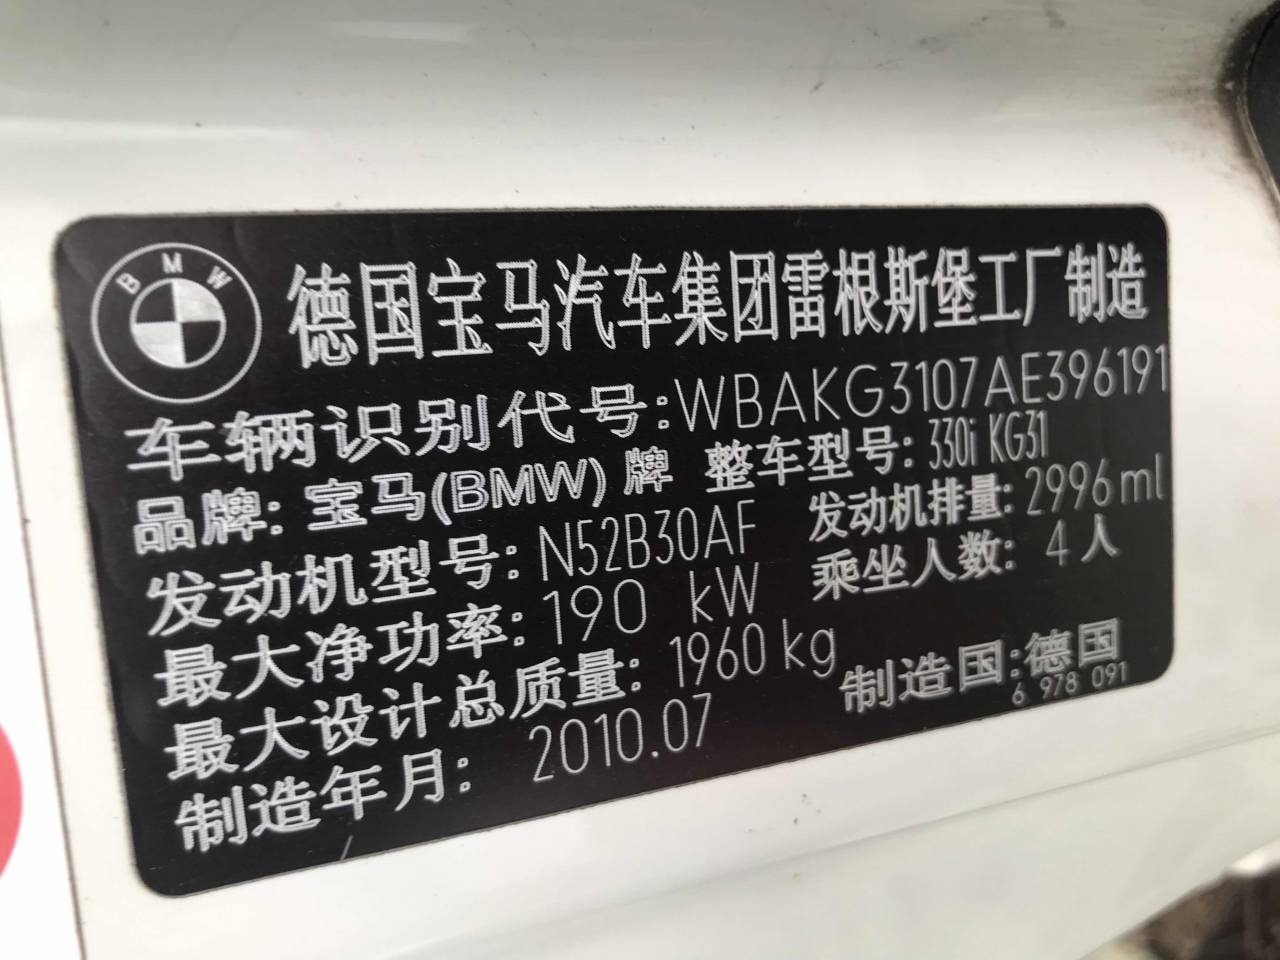 BMW
德国宝马汽车集团雷根斯堡工厂制造
车辆识别代号:WBAKG3107AE396191
品牌: 宝马(BMW) 牌 整车型号: 330i KG31
发动机型号: N52B30AF 发动机排量: 2996ml
最大净功率: 190 kW 乘坐人数: 4人
最大设计总质量: 1960kg 制造国:德国
制造年月: 2010.07 6 978 091